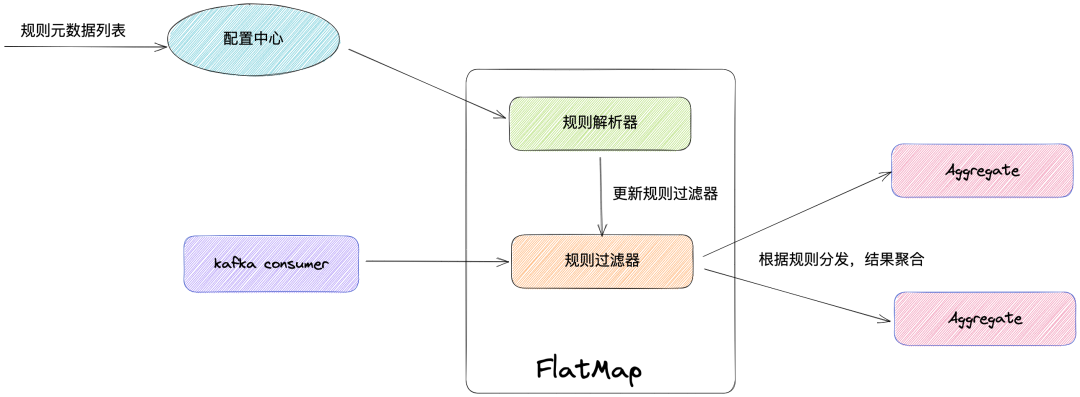 规则元数据列表
配置中心
规则解析器
更新规则过滤器
kafka consumer
规则过滤器
Aggregate
根据规则分发，结果聚合
Aggregate
FlatMap